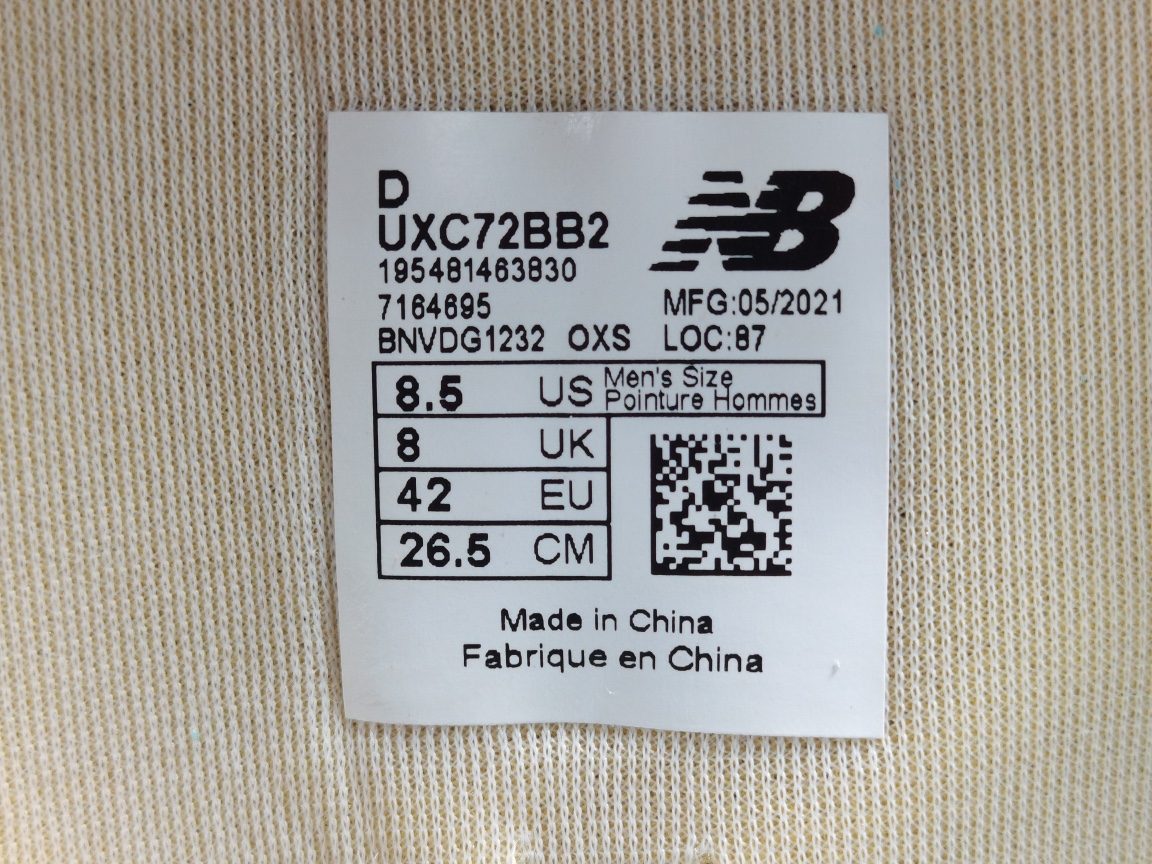 D
NB
UXC72BB2
195481463830
7164695
MFG:05/2021
BNVDG1232 OXS LOC:87
8.5 US Men's Size
Pointure Hommes
8 UK
42 EU
26.5 CM
Made in China
Fabrique en China